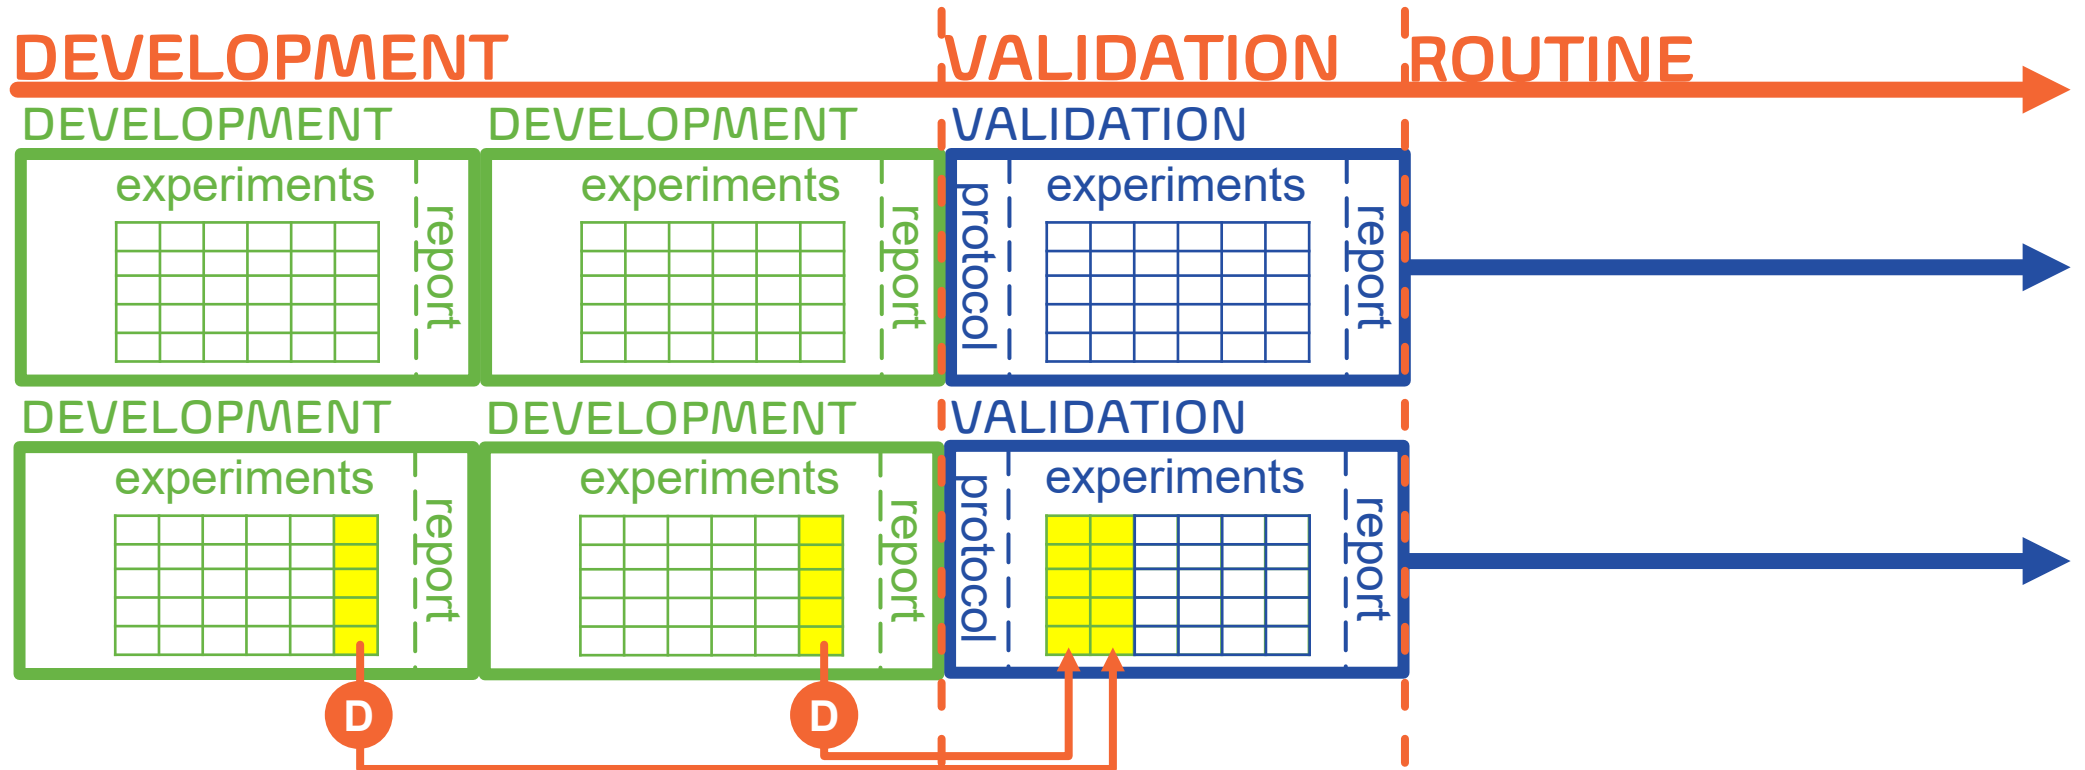 DEVELOPMENT VALIDATION ROUTINE
DEVELOPMENT DEVELOPMENT VALIDATION
experiments report experiments report protocol experiments report
DEVELOPMENT DEVELOPMENT VALIDATION
experiments report experiments report protocol experiments report
D D